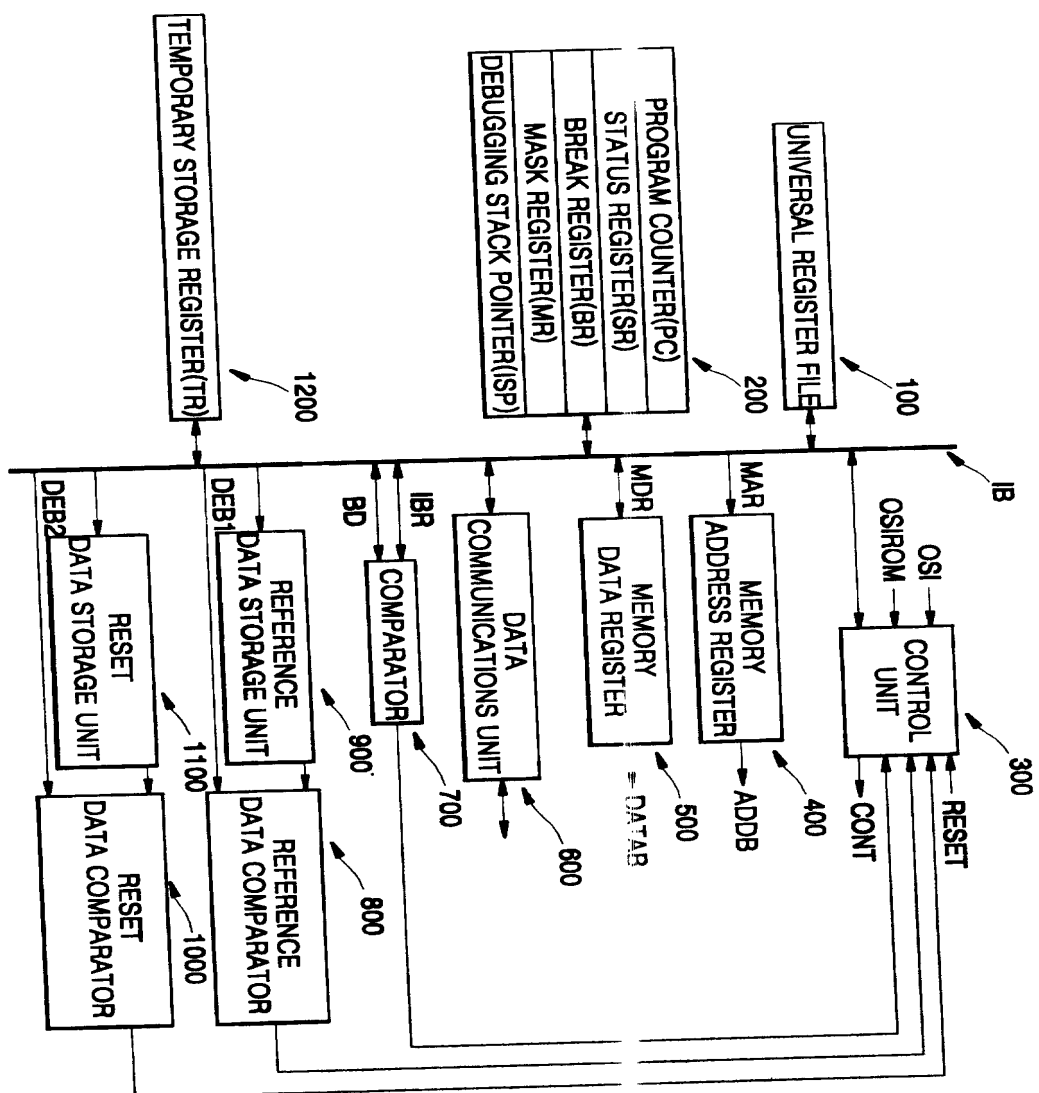 UNIVERSAL REGISTER FILE
100
PROGRAM COUNTER(PC)
STATUS REGISTER(SR)
BREAK REGISTER(BR)
MASK REGISTER(MR)
DEBUGGING STACK POINTER(ISP)
200
TEMPORARY STORAGE REGISTER(TR)
1200
IB
OSI
OSIROM
CONTROL
UNIT
300
RESET
CONT
MAR
MEMORY
ADDRESS REGISTER
400
ADDB
MDR
MEMORY
DATA REGISTER
500
DATAB
DATA
COMMUNICATIONS UNIT
600
IBR
BD
COMPARATOR
700
REFERENCE
DATA STORAGE UNIT
900
DEB1
REFERENCE
DATA COMPARATOR
800
RESET
DATA STORAGE UNIT
1100
DEB2
RESET
DATA COMPARATOR
1000